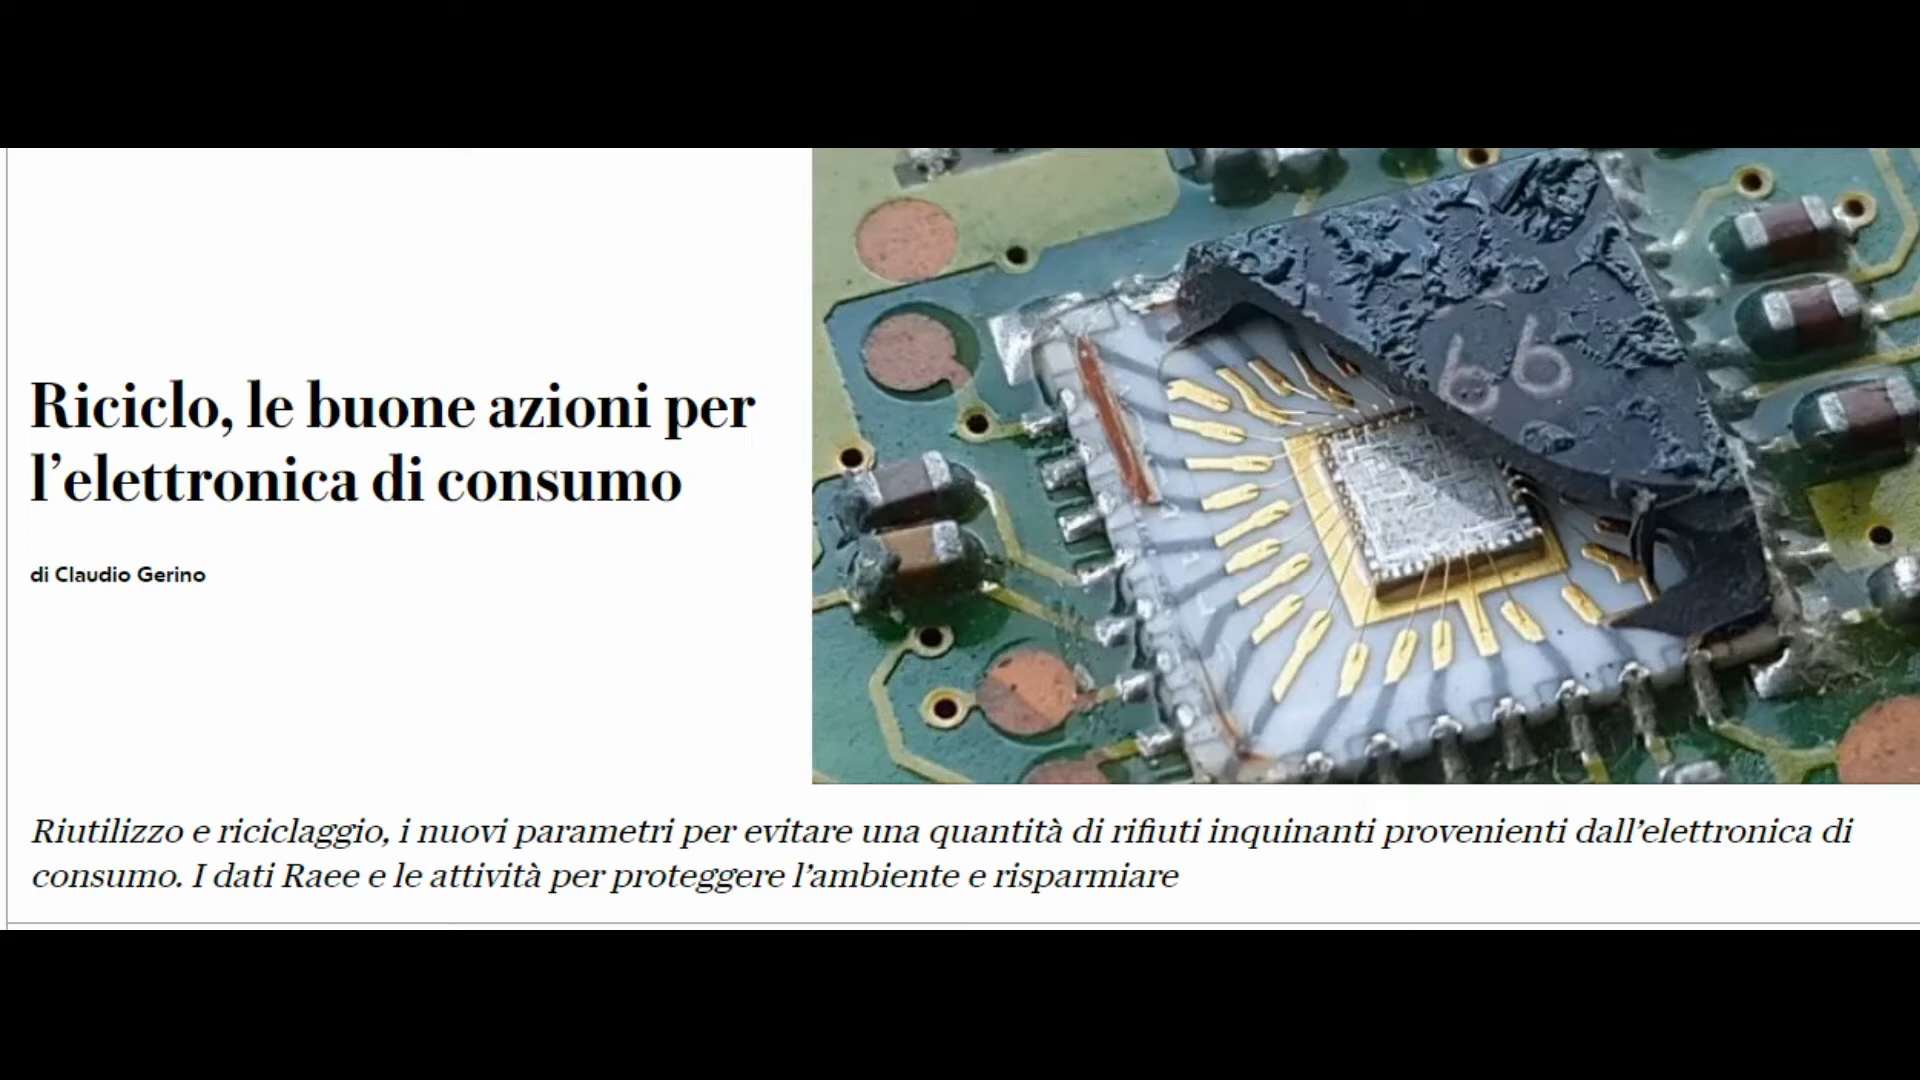 Riciclo, le buone azioni per
l’elettronica di consumo
di Claudio Gerino
66
Riutilizzo e riciclaggio, i nuovi parametri per evitare una quantità di rifiuti inquinanti provenienti dall’elettronica di
consumo. I dati Raee e le attività per proteggere l’ambiente e risparmiare